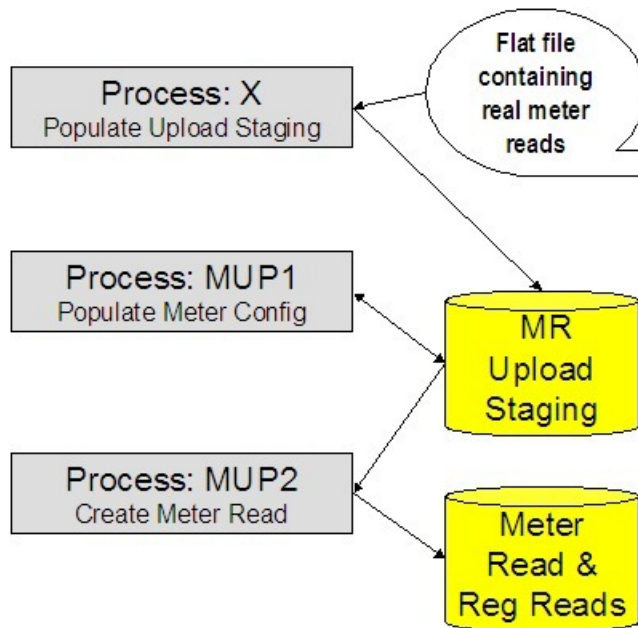 Flat file
containing
real meter
reads
Process: X
Populate Upload Staging
Process: MUP1
Populate Meter Config
MR
Upload
Staging
Process: MUP2
Create Meter Read
Meter
Read &
Reg Reads